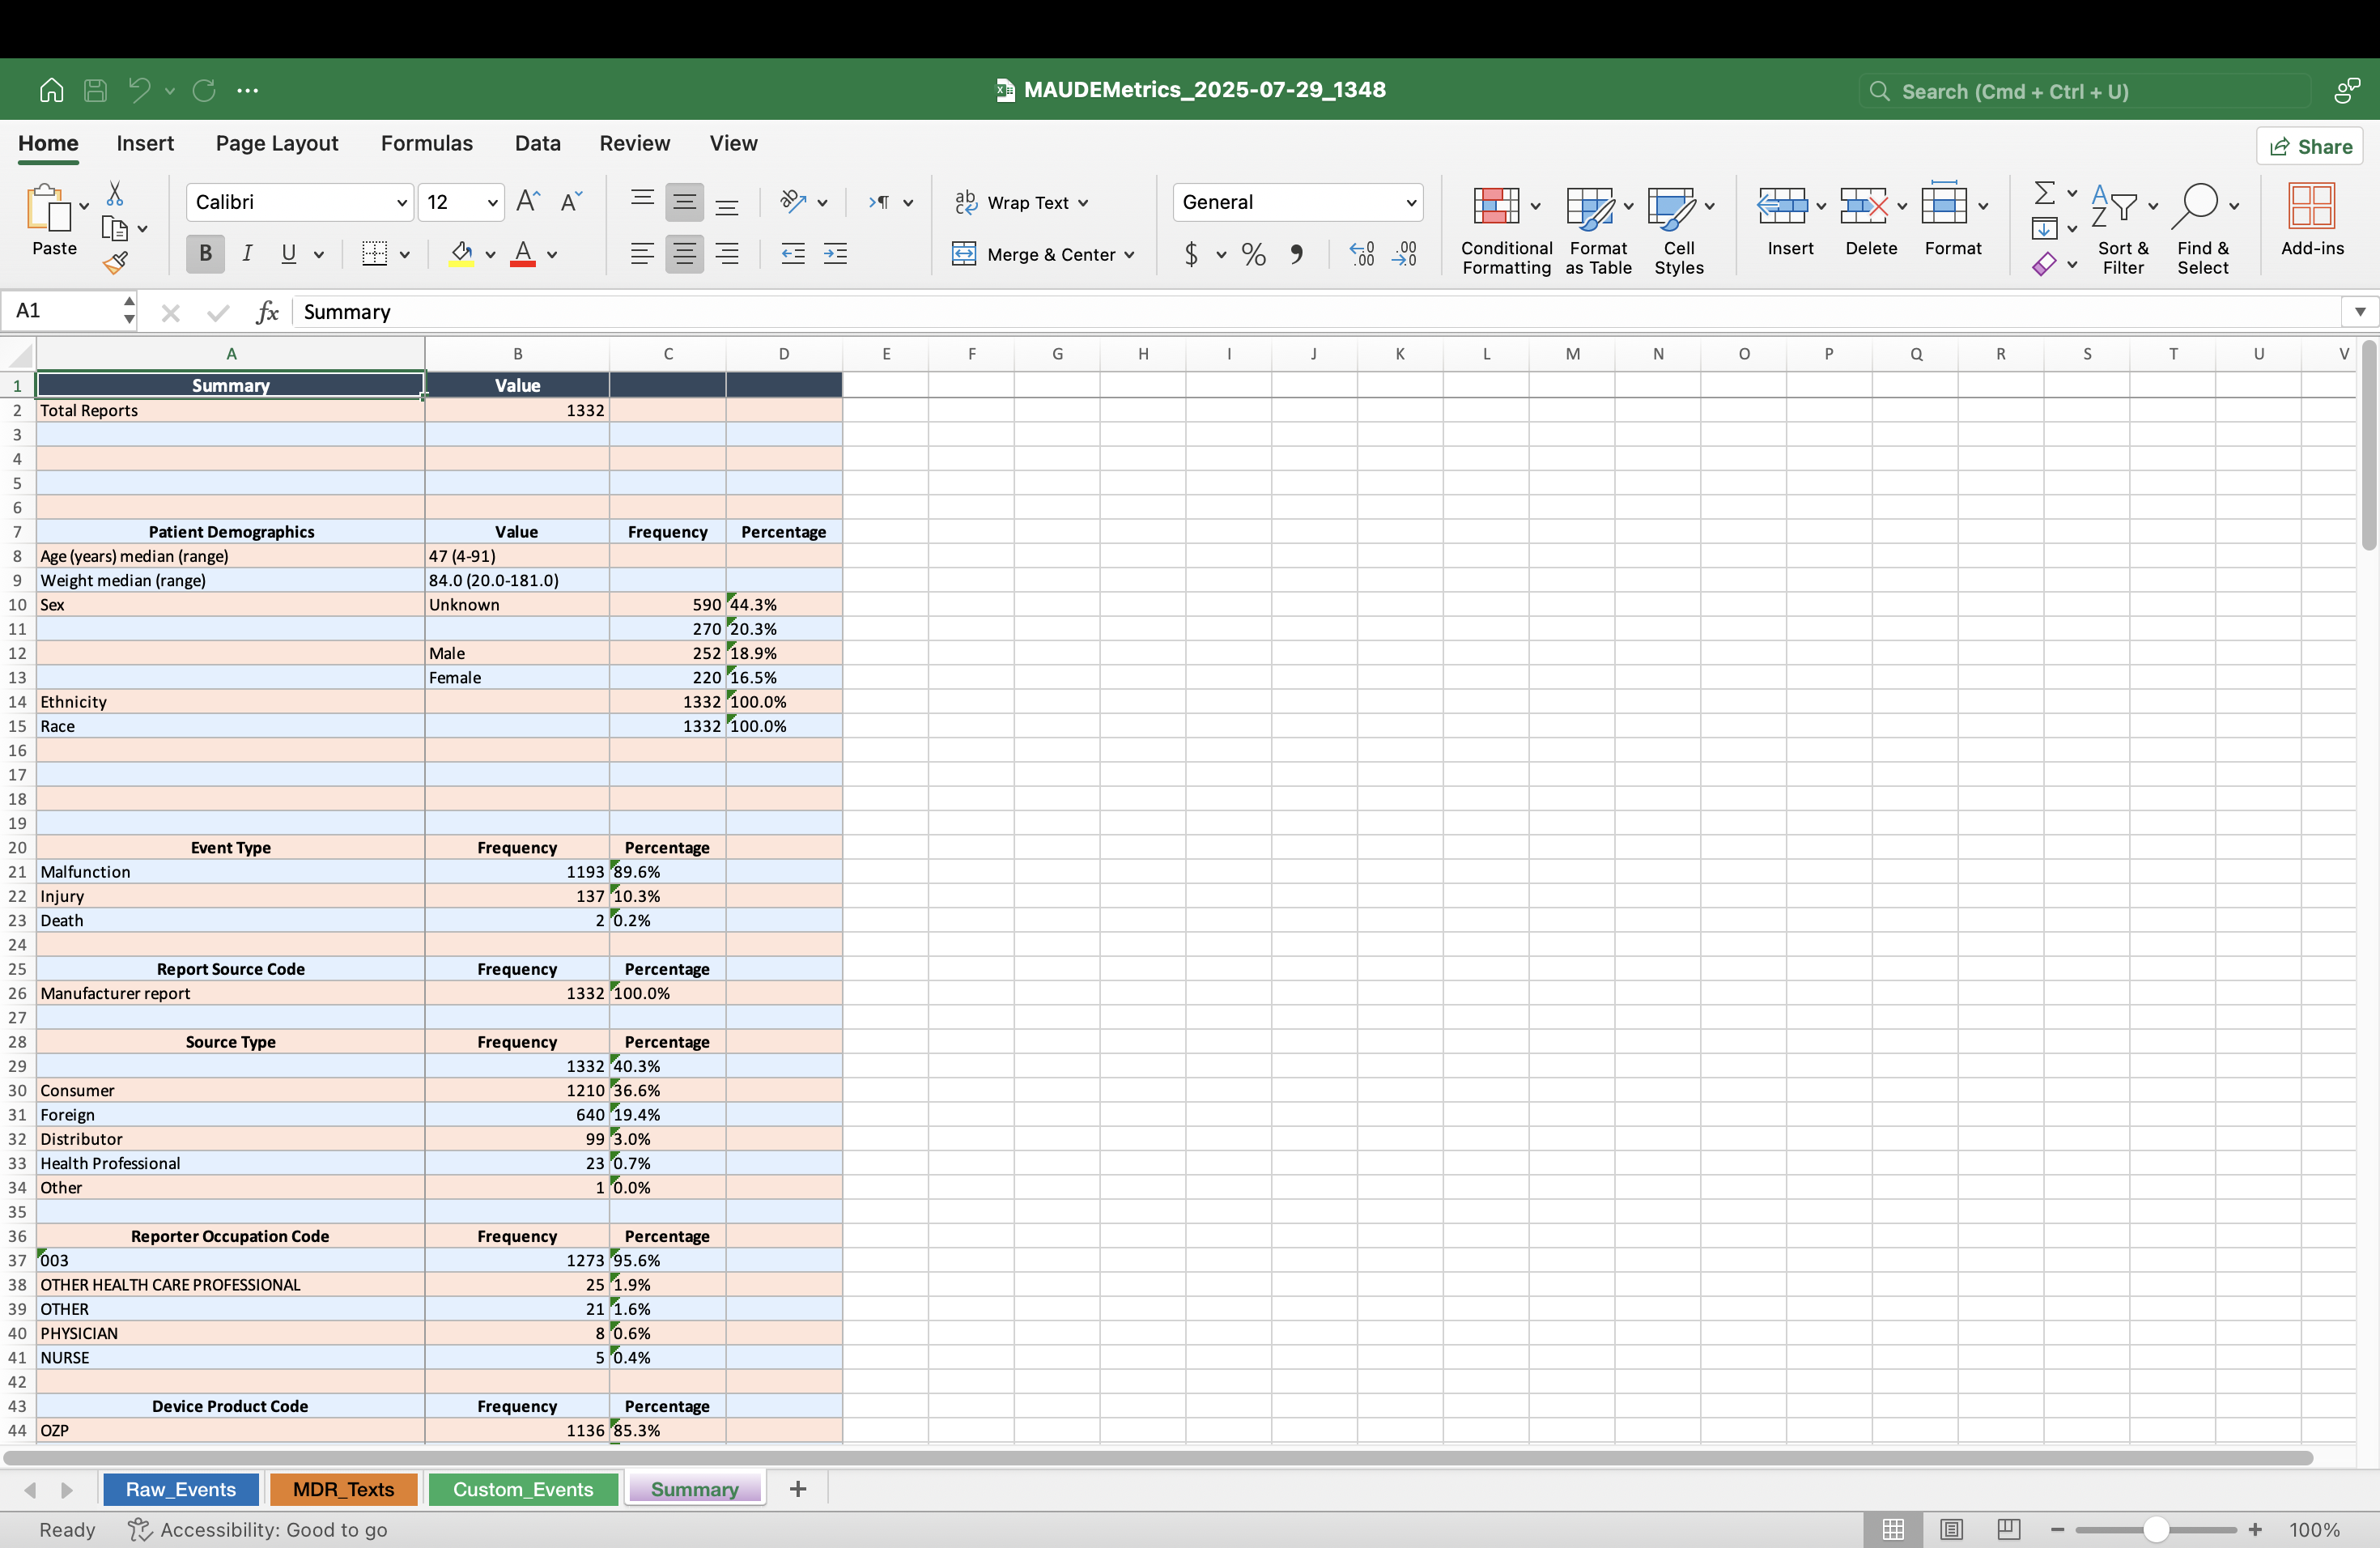 MAUDEMetrics_2025-07-29_1348
Search (Cmd + Ctrl + U)
Home Insert Page Layout Formulas Data Review View Share
Paste
Calibri 12
B I U
Wrap Text
Merge & Center
General
$ % 9
Conditional Formatting
Format as Table
Cell Styles
Insert Delete Format
Sort & Filter
Find & Select
Add-ins
A1 fx Summary
A B C D E F G H I J K L M N O P Q R S T U V
1 Summary Value
2 Total Reports 1332
3
4
5
6
7 Patient Demographics Value Frequency Percentage
8 Age (years) median (range) 47 (4-91)
9 Weight median (range) 84.0 (20.0-181.0)
10 Sex Unknown 590 44.3%
11 270 20.3%
12 Male 252 18.9%
13 Female 220 16.5%
14 Ethnicity 1332 100.0%
15 Race 1332 100.0%
16
17
18
19
20 Event Type Frequency Percentage
21 Malfunction 1193 89.6%
22 Injury 137 10.3%
23 Death 2 0.2%
24
25 Report Source Code Frequency Percentage
26 Manufacturer report 1332 100.0%
27
28 Source Type Frequency Percentage
29 1332 40.3%
30 Consumer 1210 36.6%
31 Foreign 640 19.4%
32 Distributor 99 3.0%
33 Health Professional 23 0.7%
34 Other 1 0.0%
35
36 Reporter Occupation Code Frequency Percentage
37 003 1273 95.6%
38 OTHER HEALTH CARE PROFESSIONAL 25 1.9%
39 OTHER 21 1.6%
40 PHYSICIAN 8 0.6%
41 NURSE 5 0.4%
42
43 Device Product Code Frequency Percentage
44 OZP 1136 85.3%
Raw_Events MDR_Texts Custom_Events Summary +
Ready Accessibility: Good to go 100%